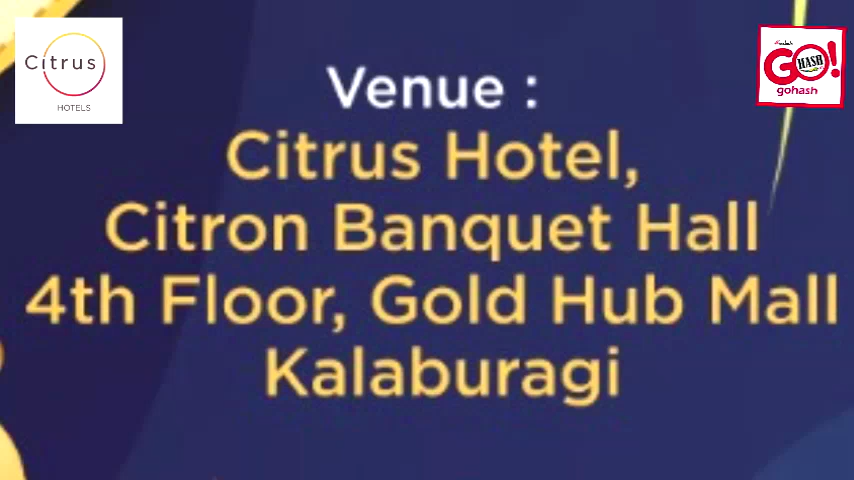 Citrus
HOTELS
GO!
HASH
gohash
Venue :
Citrus Hotel,
Citron Banquet Hall
4th Floor, Gold Hub Mall
Kalaburagi